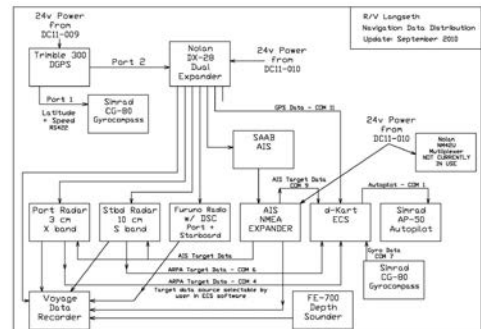 24v Power
from
DC11-009
Trimble 300
DGPS
Port 2
Nolan
DX-28
Dual
Expander
24v Power
from
DC11-010
R/V Langseth
Navigation Data Distribution
Update: September 2010
Port 1
Latitude
+ Speed
RS422
Simrad
CG-80
Gyrocompass
GPS Data - COM 11
24v Power
from
DC11-010
Nolan
NM42U
Multiplexer
NOT CURRENTLY
IN USE
SAAB
AIS
AIS Target Data
COM 9
Autopilot - COM 1
Port Radar
3 cm
X band
Stbd Radar
10 cm
S band
Furuno Radio
w/ DSC
Port +
Starboard
AIS
NMEA
EXPANDER
d-Kart
ECS
Simrad
AP-50
Autopilot
AIS Target Data
ARPA Target Data - COM 6
ARPA Target Data - COM 4
Target data source selectable by
user in ECS software
Gyro Data
COM 7
Simrad
CG-80
Gyrocompass
Voyage
Data
Recorder
FE-700
Depth
Sounder